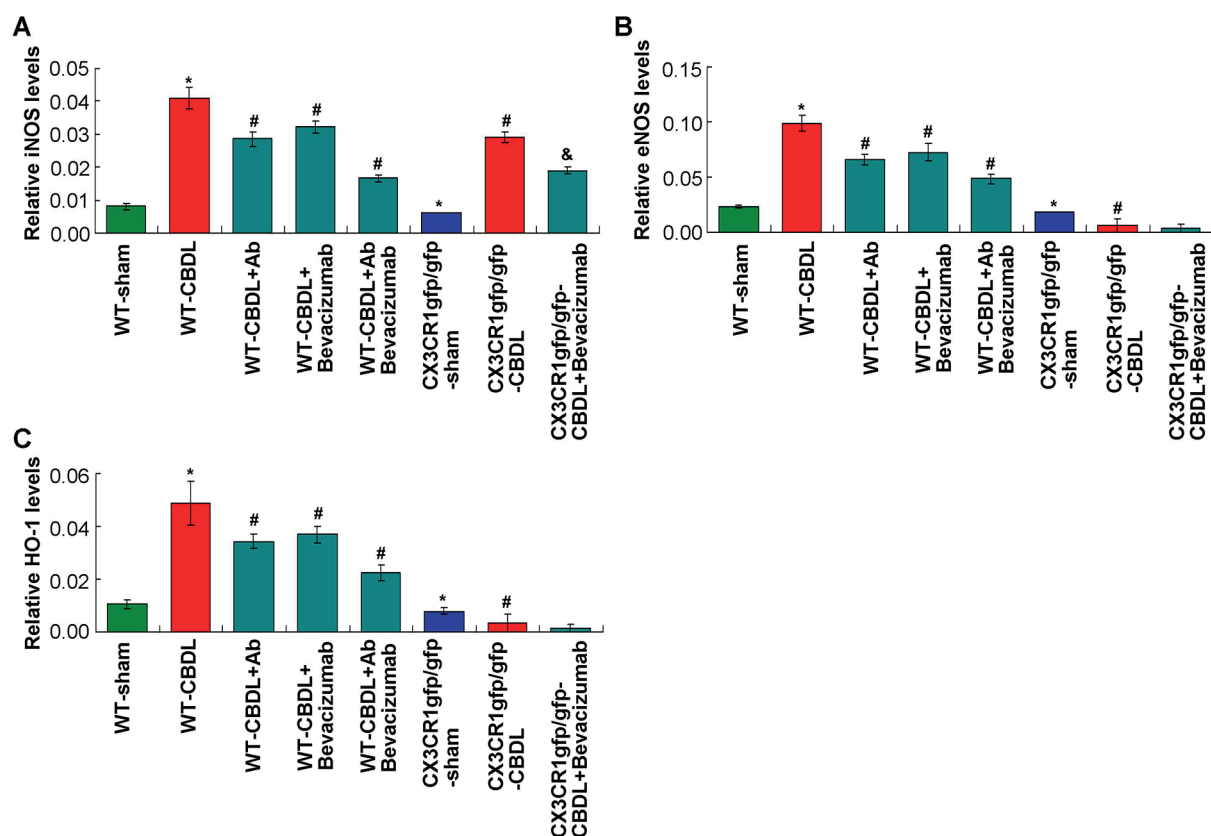 A
Relative iNOS levels
0.05
0.04
0.03
0.02
0.01
0.00
*
#
#
#
*
#
&
WT-sham
WT-CBDL
WT-CBDL+Ab
WT-CBDL+
Bevacizumab
WT-CBDL+Ab
Bevacizumab
CX3CR1gfp/gfp
-sham
CX3CR1gfp/gfp
-CBDL
CX3CR1gfp/gfp-
CBDL+Bevacizumab
B
Relative eNOS levels
0.15
0.10
0.05
0.00
*
#
#
#
*
#
WT-sham
WT-CBDL
WT-CBDL+Ab
WT-CBDL+
Bevacizumab
WT-CBDL+Ab
Bevacizumab
CX3CR1gfp/gfp
-sham
CX3CR1gfp/gfp
-CBDL
CX3CR1gfp/gfp-
CBDL+Bevacizumab
C
Relative HO-1 levels
0.06
0.04
0.02
0.00
*
#
#
#
*
#
WT-sham
WT-CBDL
WT-CBDL+Ab
WT-CBDL+
Bevacizumab
WT-CBDL+Ab
Bevacizumab
CX3CR1gfp/gfp
-sham
CX3CR1gfp/gfp
-CBDL
CX3CR1gfp/gfp-
CBDL+Bevacizumab